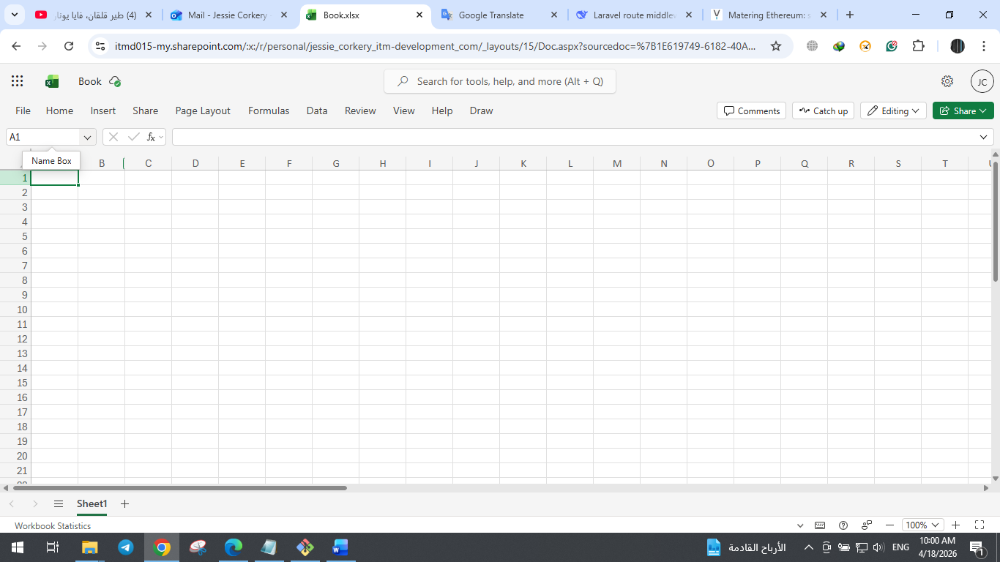 (4) طير قلقان، فايا يونان
Mail - Jessie Corkery
Book.xlsx
Google Translate
Laravel route middlew
Matering Ethereum: s
itmd015-my.sharepoint.com/:x:/r/personal/jessie_corkery_itm-development_com/_layouts/15/Doc.aspx?sourcedoc=%7B1E619749-6182-40A...
Book
Search for tools, help, and more (Alt + Q)
JC
File Home Insert Share Page Layout Formulas Data Review View Help Draw
Comments Catch up Editing Share
A1 fx
Name Box
B C D E F G H I J K L M N O P Q R S T
1
2
3
4
5
6
7
8
9
10
11
12
13
14
15
16
17
18
19
20
21
Sheet1
Workbook Statistics 100%
الأرباح القادمة ENG 10:00 AM
4/18/2026
1